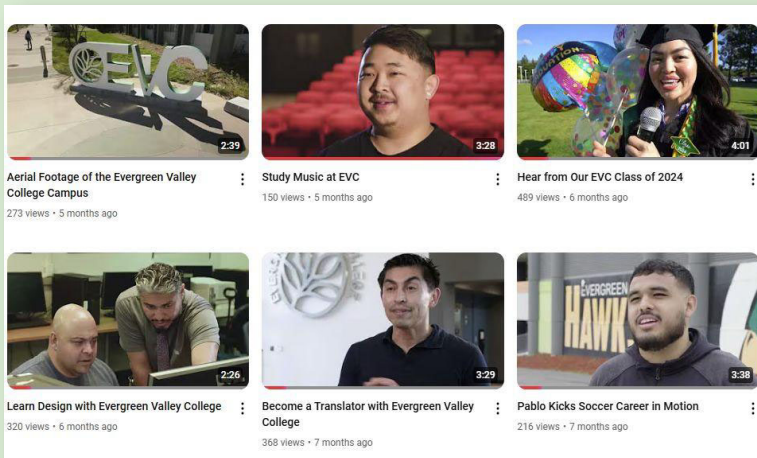 EVC
2:39
3:28
GRADUATION
4:01
Aerial Footage of the Evergreen Valley
College Campus
273 views • 5 months ago
Study Music at EVC
150 views • 5 months ago
Hear from Our EVC Class of 2024
489 views • 6 months ago
2:26
EVERGREEN
3:29
EVERGREEN
HAWK
3:38
Learn Design with Evergreen Valley College
320 views • 6 months ago
Become a Translator with Evergreen Valley
College
368 views • 7 months ago
Pablo Kicks Soccer Career in Motion
216 views • 7 months ago